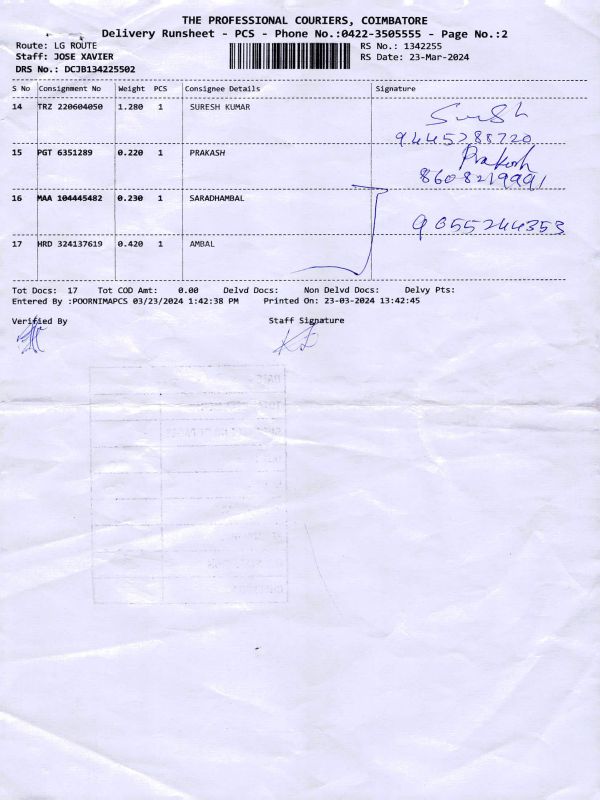 THE PROFESSIONAL COURIERS, COIMBATORE
Delivery Runsheet - PCS - Phone No.:0422-3505555 - Page No.:2
Route: LG ROUTE RS No.: 1342255
Staff: JOSE XAVIER RS Date: 23-Mar-2024
DRS No.: DCJB134225502
S No Consignment No Weight PCS Consignee Details Signature
14 TRZ 220604050 1.280 1 SURESH KUMAR Suresh
9445288720
15 PGT 6351289 0.220 1 PRAKASH Prakash
8608219991
16 MAA 104445482 0.230 1 SARADHAMBAL
9055244353
17 HRD 324137619 0.420 1 AMBAL
Tot Docs: 17 Tot COD Amt: 0.00 Delvd Docs: Non Delvd Docs: Delvy Pts:
Entered By :POORNIMAPCS 03/23/2024 1:42:38 PM Printed On: 23-03-2024 13:42:45
Verified By Staff Signature